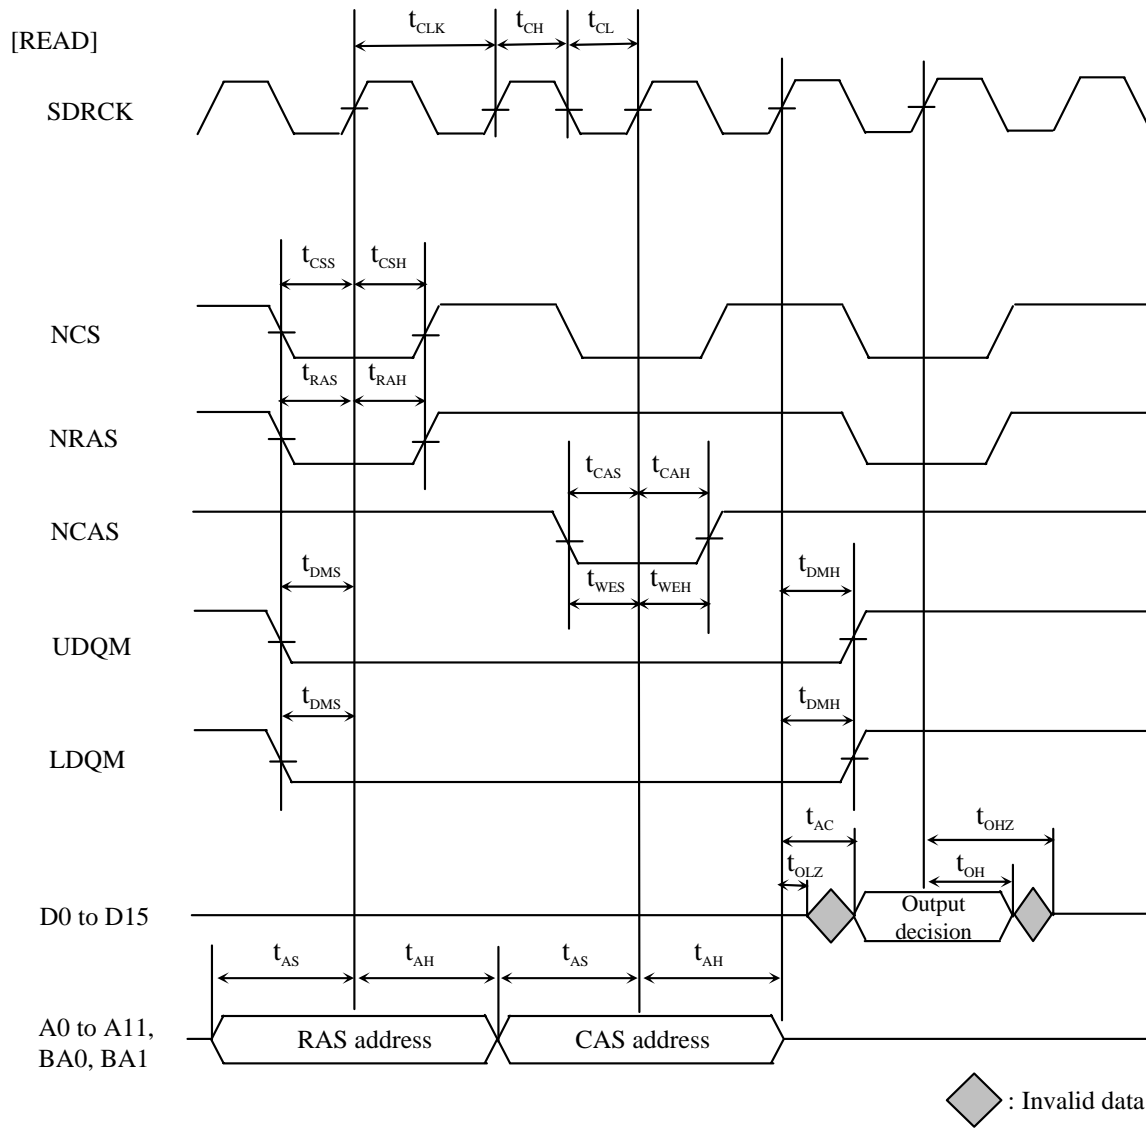 [READ]
tCLK tCH tCL
SDRCK
tCSS tCSH
NCS
tRAS tRAH
NRAS
tCAS tCAH
NCAS
tDMS tWES tWEH tDMH
UDQM
tDMS tDMH
LDQM
tAC tOHZ
tOLZ tOH
D0 to D15
Output
decision
tAS tAH tAS tAH
A0 to A11,
BA0, BA1
RAS address CAS address
: Invalid data